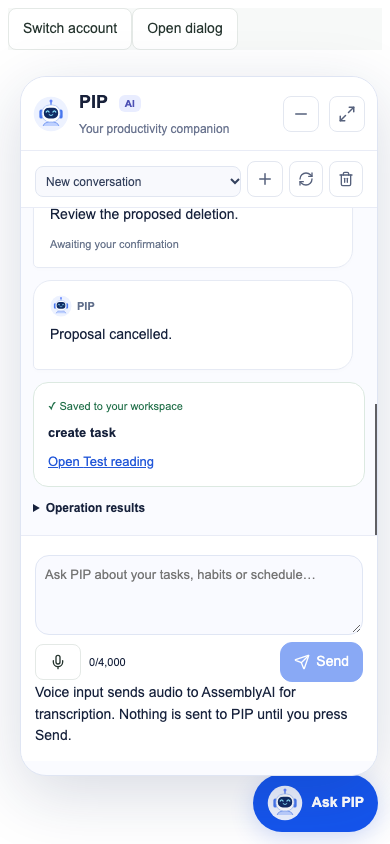 Switch account
Open dialog
PIP AI
Your productivity companion
New conversation
Review the proposed deletion.
Awaiting your confirmation
PIP
Proposal cancelled.
✓ Saved to your workspace
create task
Open Test reading
Operation results
Ask PIP about your tasks, habits or schedule…
0/4,000
Send
Voice input sends audio to AssemblyAI for
transcription. Nothing is sent to PIP until you press
Send.
Ask PIP